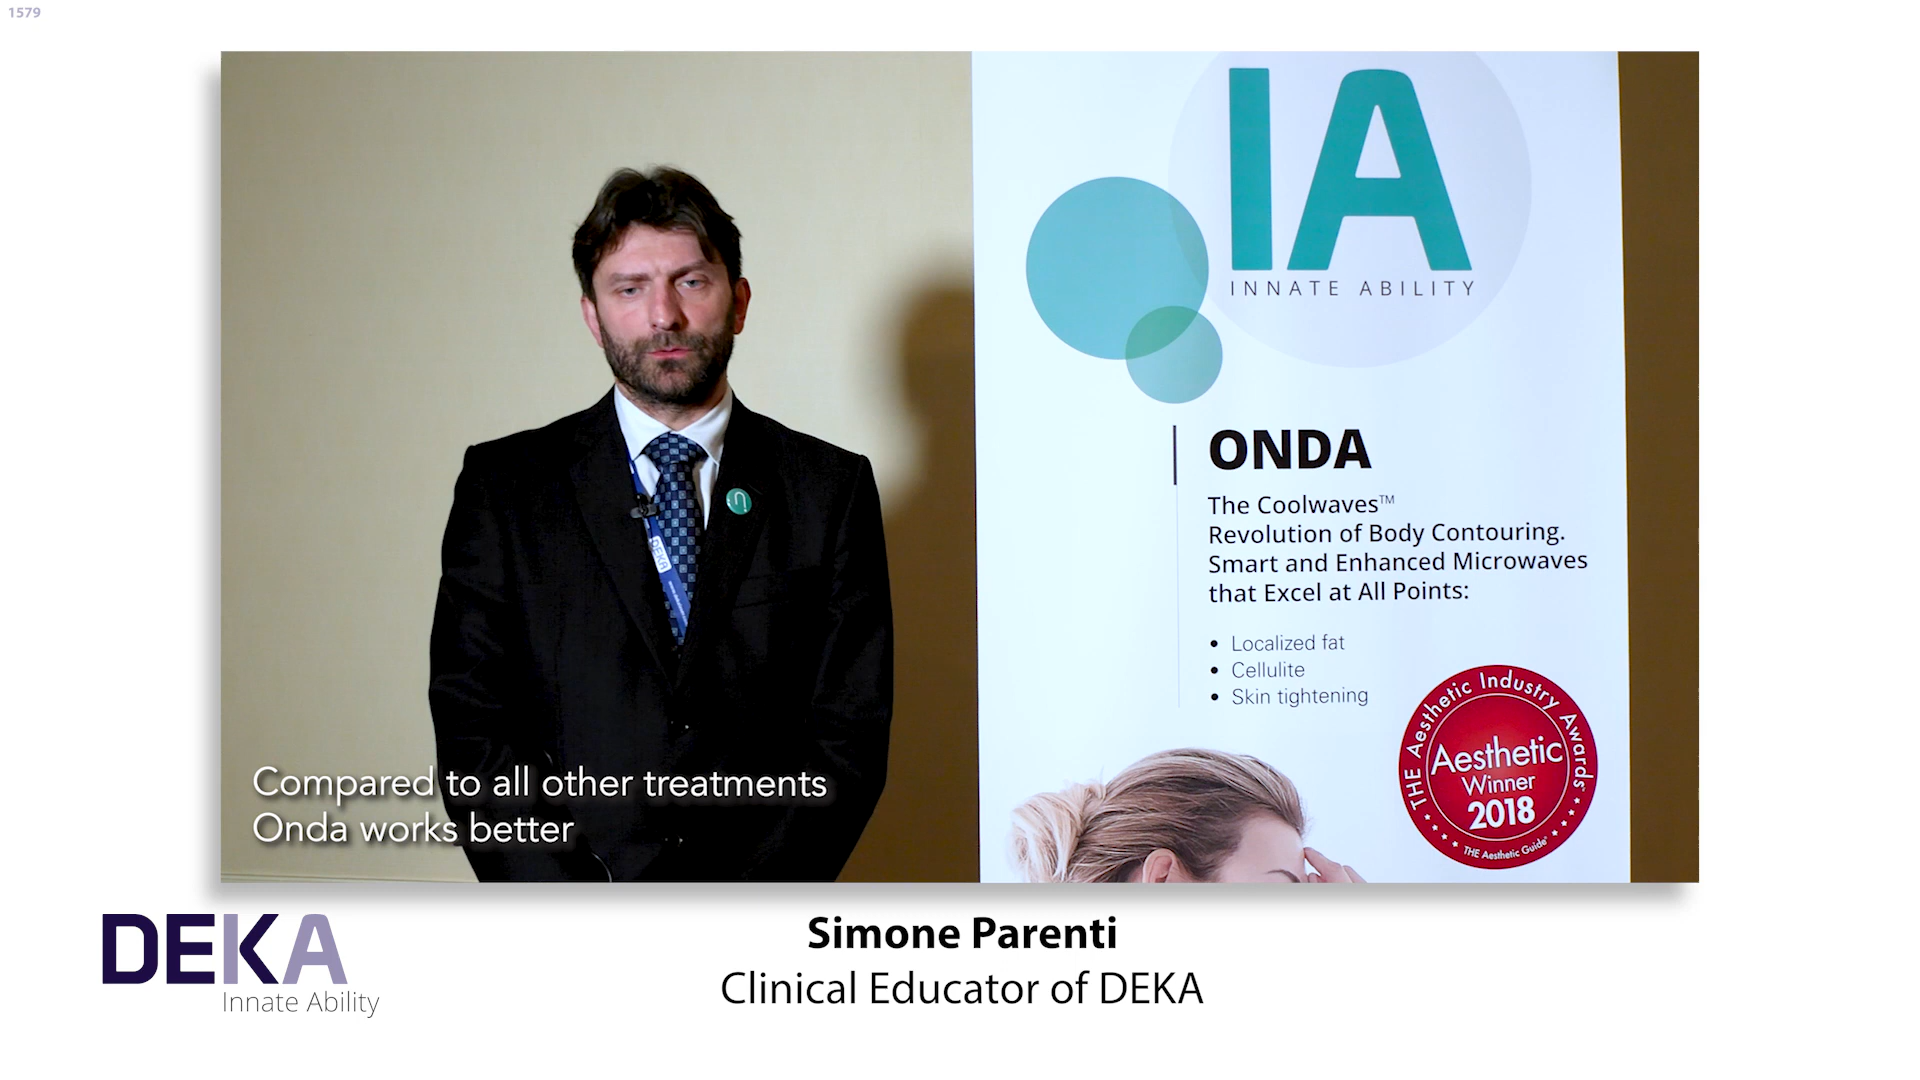 1579
IA
INNATE ABILITY
ONDA
The Coolwaves™
Revolution of Body Contouring.
Smart and Enhanced Microwaves
that Excel at All Points:
• Localized fat
• Cellulite
• Skin tightening
THE Aesthetic Industry Awards
Aesthetic
Winner
2018
THE Aesthetic Guide
DEKA
Compared to all other treatments
Onda works better
DEKA
Innate Ability
Simone Parenti
Clinical Educator of DEKA